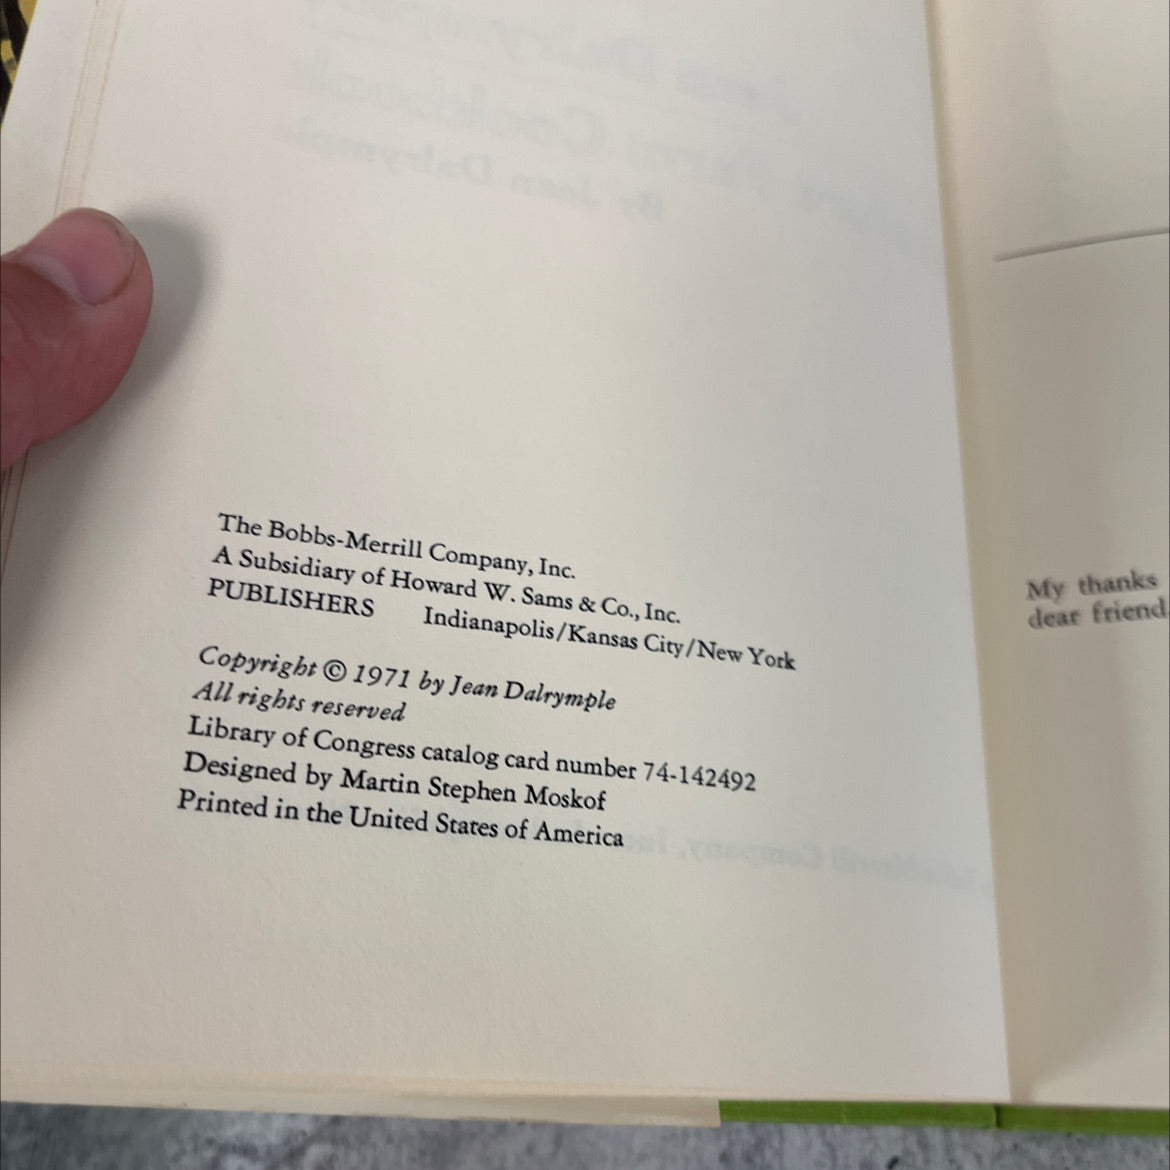 The Bobbs-Merrill Company, Inc.
A Subsidiary of Howard W. Sams & Co., Inc.
PUBLISHERS Indianapolis/Kansas City/New York
Copyright © 1971 by Jean Dalrymple
All rights reserved
Library of Congress catalog card number 74-142492
Designed by Martin Stephen Moskof
Printed in the United States of America
My thanks
dear friend